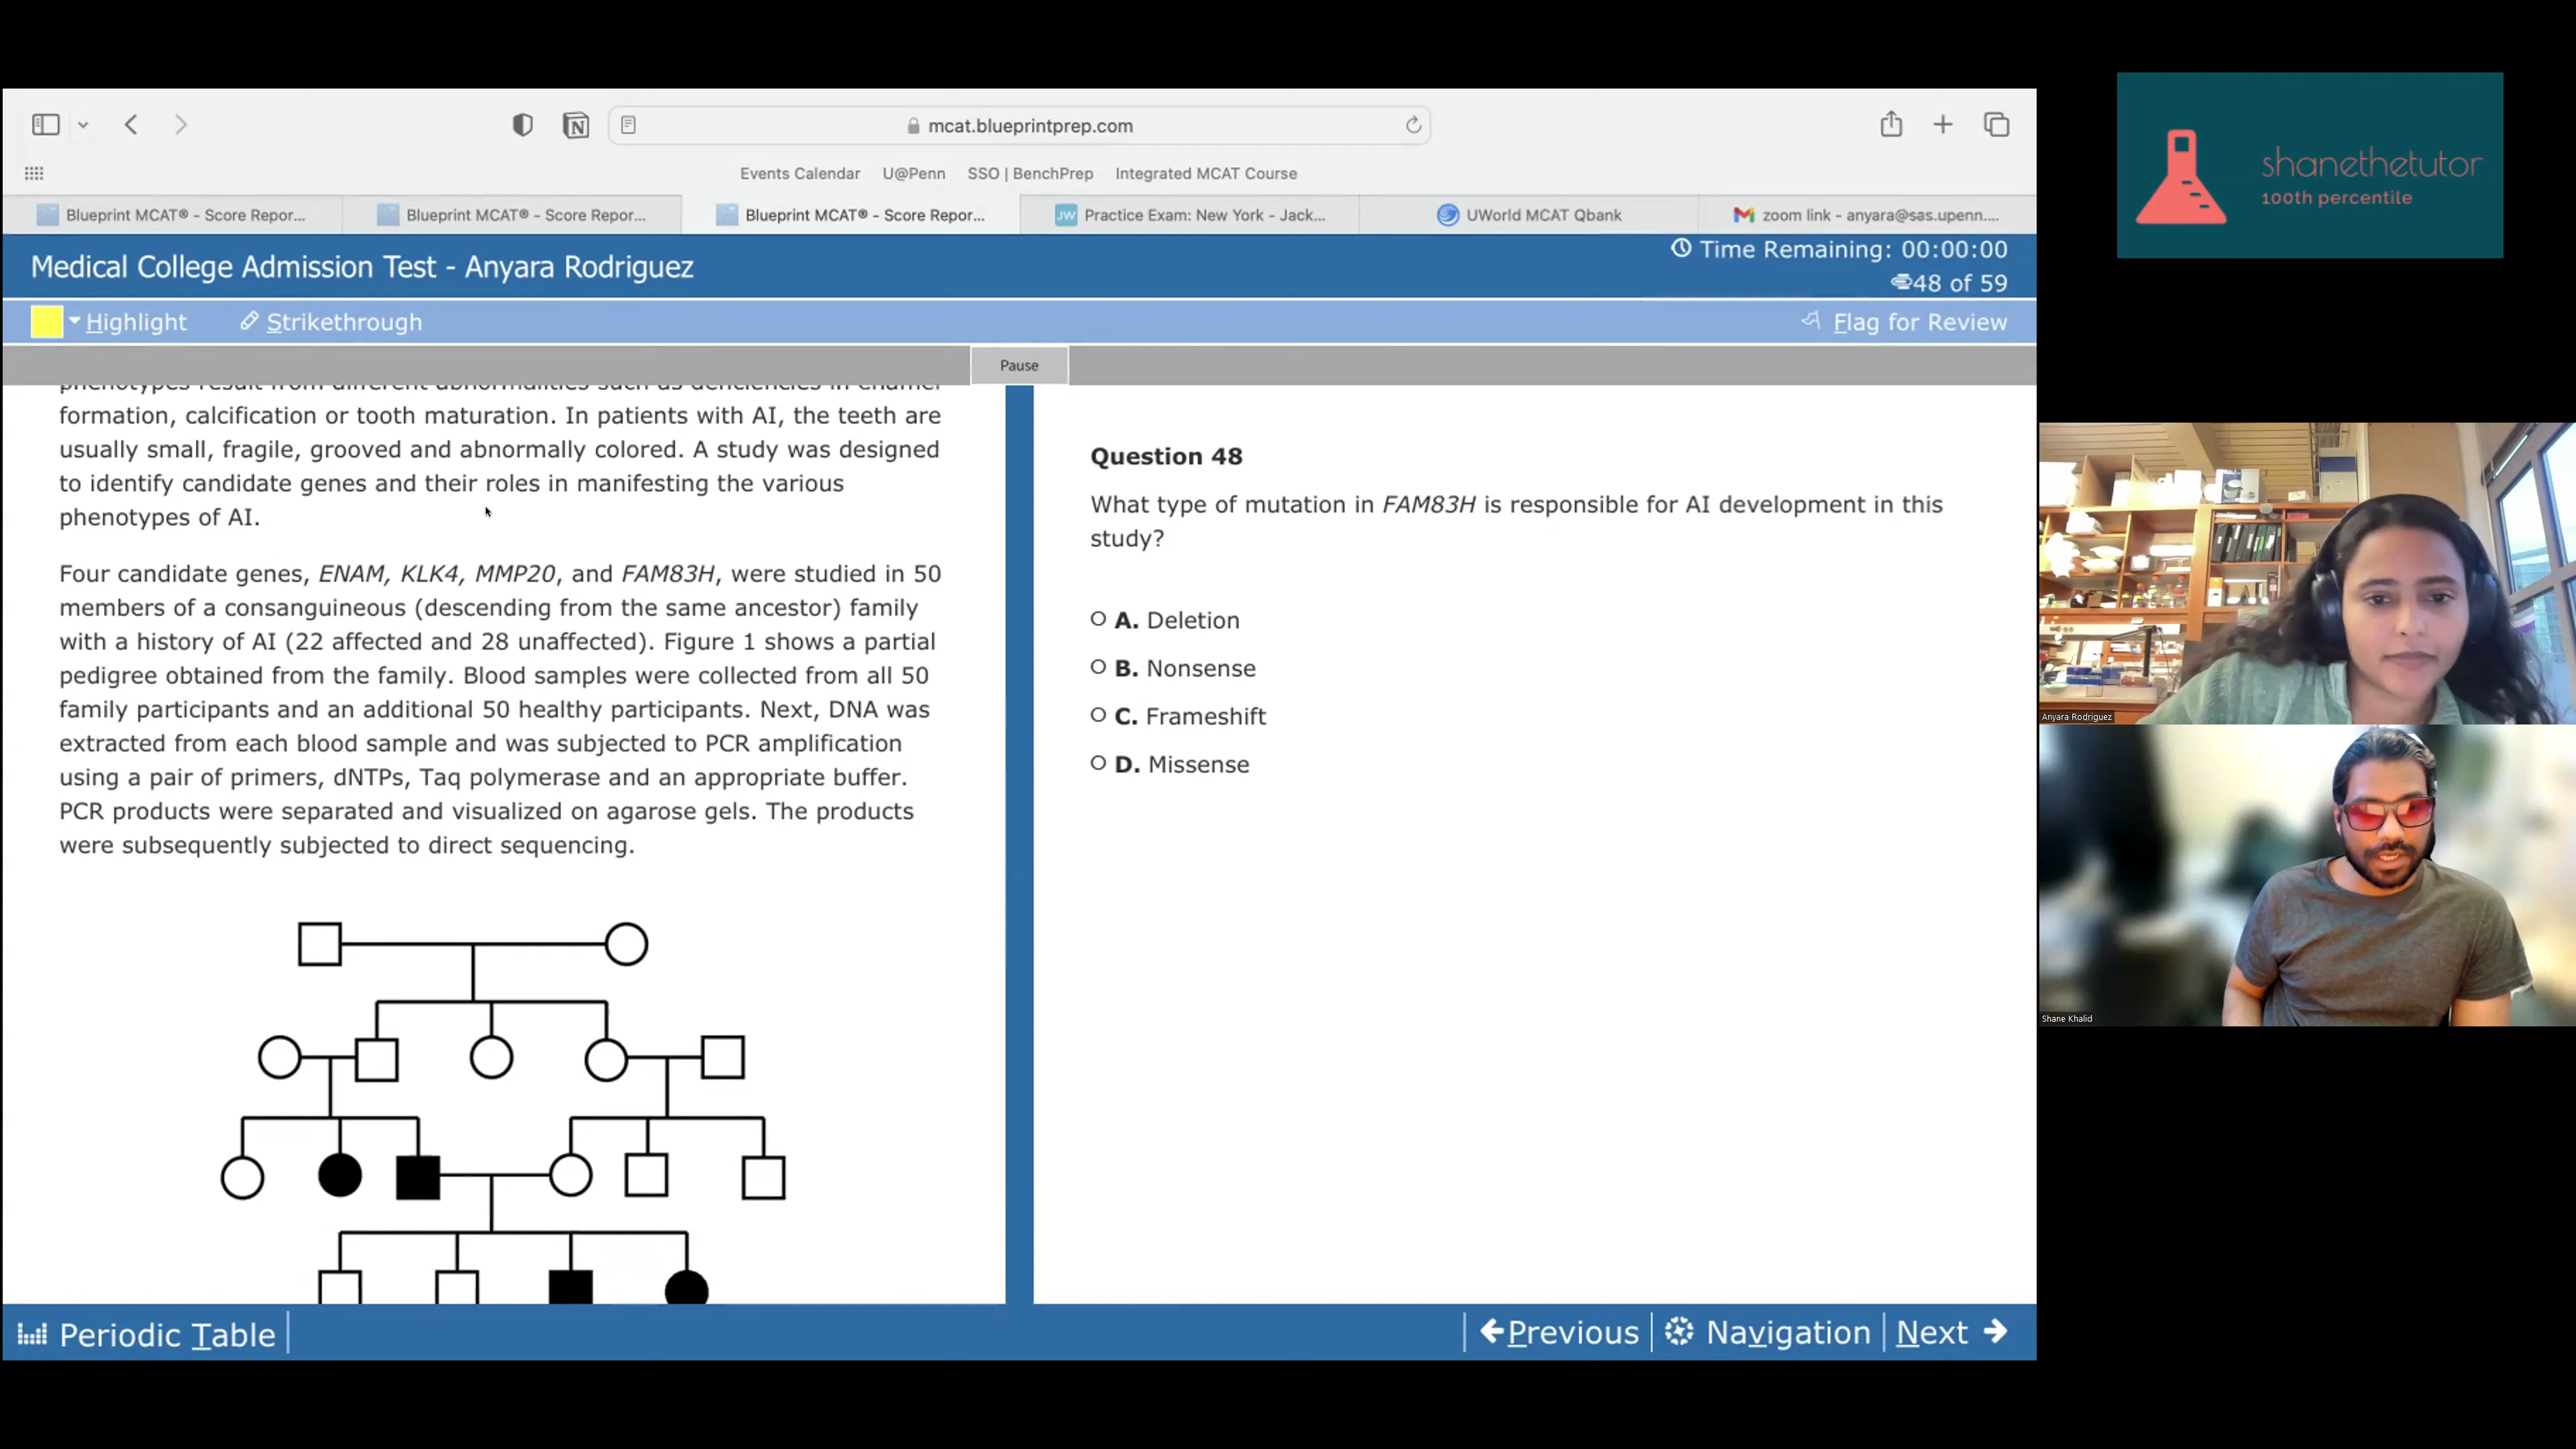 mcat.blueprintprep.com
Events Calendar U@Penn SSO | BenchPrep Integrated MCAT Course
Blueprint MCAT® - Score Repor...
Blueprint MCAT® - Score Repor...
Blueprint MCAT® - Score Repor...
JW Practice Exam: New York - Jack...
UWorld MCAT Qbank
zoom link - anyara@sas.upenn....
Medical College Admission Test - Anyara Rodriguez
Time Remaining: 00:00:00
48 of 59
Highlight Strikethrough Flag for Review
Pause
phenotypes result from different abnormalities such as deficiencies in enamel
formation, calcification or tooth maturation. In patients with AI, the teeth are
usually small, fragile, grooved and abnormally colored. A study was designed
to identify candidate genes and their roles in manifesting the various
phenotypes of AI.
Four candidate genes, ENAM, KLK4, MMP20, and FAM83H, were studied in 50
members of a consanguineous (descending from the same ancestor) family
with a history of AI (22 affected and 28 unaffected). Figure 1 shows a partial
pedigree obtained from the family. Blood samples were collected from all 50
family participants and an additional 50 healthy participants. Next, DNA was
extracted from each blood sample and was subjected to PCR amplification
using a pair of primers, dNTPs, Taq polymerase and an appropriate buffer.
PCR products were separated and visualized on agarose gels. The products
were subsequently subjected to direct sequencing.
Question 48
What type of mutation in FAM83H is responsible for AI development in this
study?
A. Deletion
B. Nonsense
C. Frameshift
D. Missense
Periodic Table
Previous Navigation Next
shanethetutor
100th percentile
Anyara Rodriguez
Shane Khalid